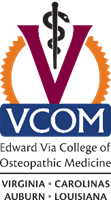 V
VCOM
Edward Via College of
Osteopathic Medicine
VIRGINIA • CAROLINAS
AUBURN • LOUISIANA